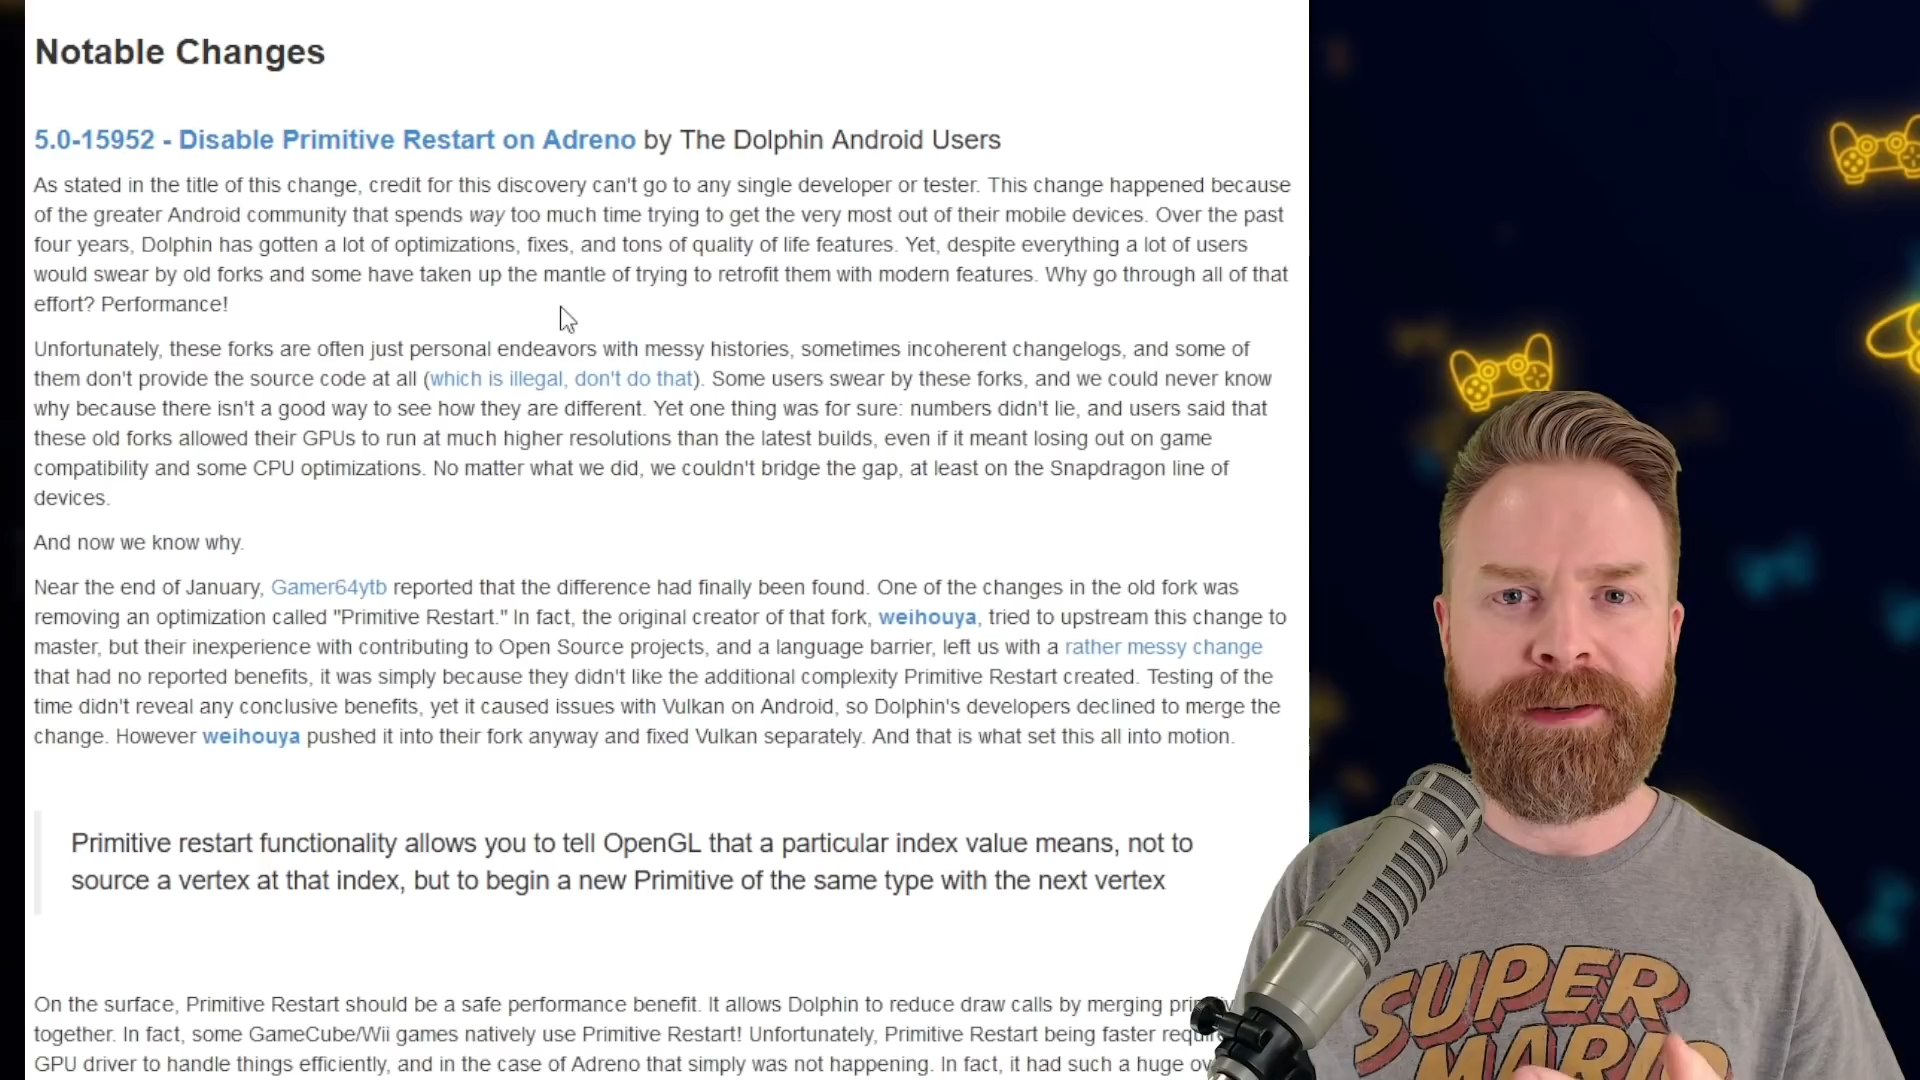 Notable Changes
5.0-15952 - Disable Primitive Restart on Adreno by The Dolphin Android Users
As stated in the title of this change, credit for this discovery can't go to any single developer or tester. This change happened because
of the greater Android community that spends way too much time trying to get the very most out of their mobile devices. Over the past
four years, Dolphin has gotten a lot of optimizations, fixes, and tons of quality of life features. Yet, despite everything a lot of users
would swear by old forks and some have taken up the mantle of trying to retrofit them with modern features. Why go through all of that
effort? Performance!
Unfortunately, these forks are often just personal endeavors with messy histories, sometimes incoherent changelogs, and some of
them don't provide the source code at all (which is illegal, don't do that). Some users swear by these forks, and we could never know
why because there isn't a good way to see how they are different. Yet one thing was for sure: numbers didn't lie, and users said that
these old forks allowed their GPUs to run at much higher resolutions than the latest builds, even if it meant losing out on game
compatibility and some CPU optimizations. No matter what we did, we couldn't bridge the gap, at least on the Snapdragon line of
devices.
And now we know why.
Near the end of January, Gamer64ytb reported that the difference had finally been found. One of the changes in the old fork was
removing an optimization called "Primitive Restart." In fact, the original creator of that fork, weihouya, tried to upstream this change to
master, but their inexperience with contributing to Open Source projects, and a language barrier, left us with a rather messy change
that had no reported benefits, it was simply because they didn't like the additional complexity Primitive Restart created. Testing of the
time didn't reveal any conclusive benefits, yet it caused issues with Vulkan on Android, so Dolphin's developers declined to merge the
change. However weihouya pushed it into their fork anyway and fixed Vulkan separately. And that is what set this all into motion.
Primitive restart functionality allows you to tell OpenGL that a particular index value means, not to
source a vertex at that index, but to begin a new Primitive of the same type with the next vertex
On the surface, Primitive Restart should be a safe performance benefit. It allows Dolphin to reduce draw calls by merging
together. In fact, some GameCube/Wii games natively use Primitive Restart! Unfortunately, Primitive Restart being faster
GPU driver to handle things efficiently, and in the case of Adreno that simply was not happening. In fact, it had such a huge
SUPER
MARIO